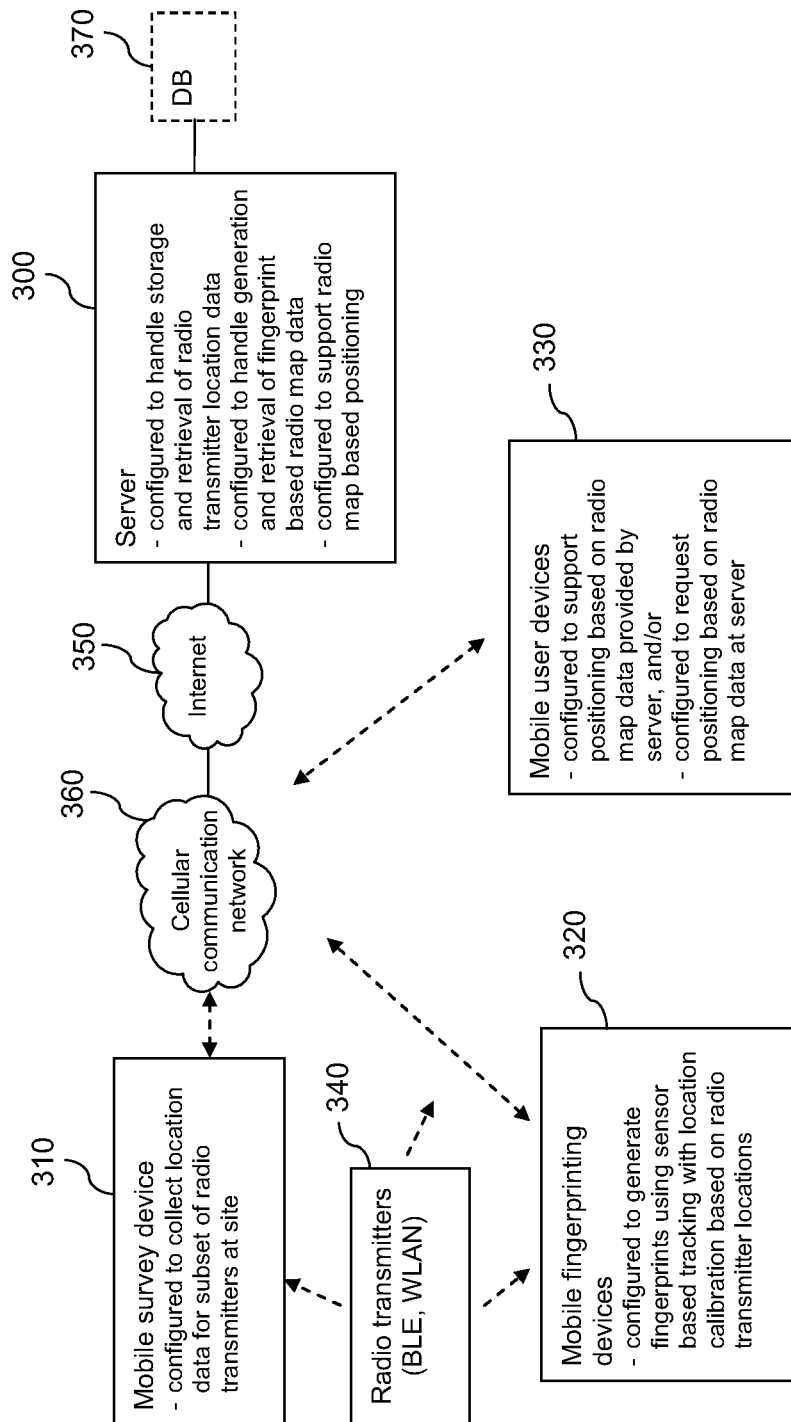 310
Mobile survey device
- configured to collect location
data for subset of radio
transmitters at site
340
Radio transmitters
(BLE, WLAN)
320
Mobile fingerprinting
devices
- configured to generate
fingerprints using sensor
based tracking with location
calibration based on radio
transmitter locations
360
Cellular
communication
network
350
Internet
330
Mobile user devices
- configured to support
positioning based on radio
map data provided by
server, and/or
- configured to request
positioning based on radio
map data at server
300
Server
- configured to handle storage
and retrieval of radio
transmitter location data
- configured to handle generation
and retrieval of fingerprint
based radio map data
- configured to support radio
map based positioning
370
DB